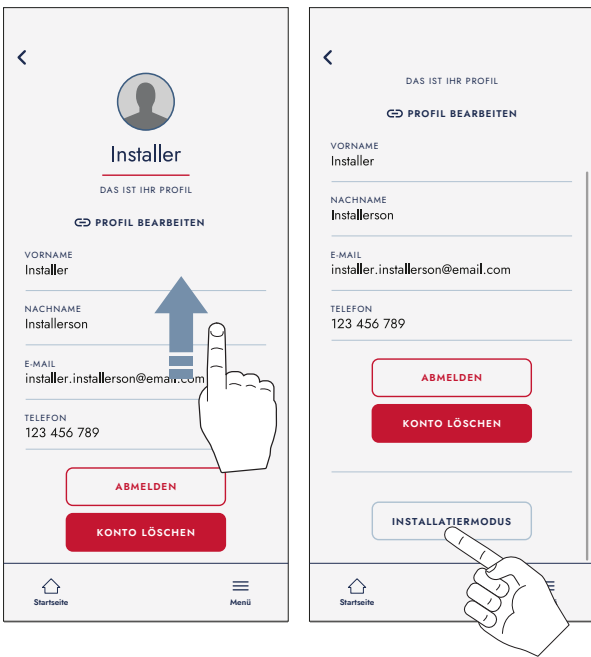 Installer
DAS IST IHR PROFIL
PROFIL BEARBEITEN
VORNAME
Installer
NACHNAME
Installerson
E-MAIL
installer.installerson@email.com
TELEFON
123 456 789
ABMELDEN
KONTO LÖSCHEN
Startseite
Menü
DAS IST IHR PROFIL
PROFIL BEARBEITEN
VORNAME
Installer
NACHNAME
Installerson
E-MAIL
installer.installerson@email.com
TELEFON
123 456 789
ABMELDEN
KONTO LÖSCHEN
INSTALLATIERMODUS
Startseite